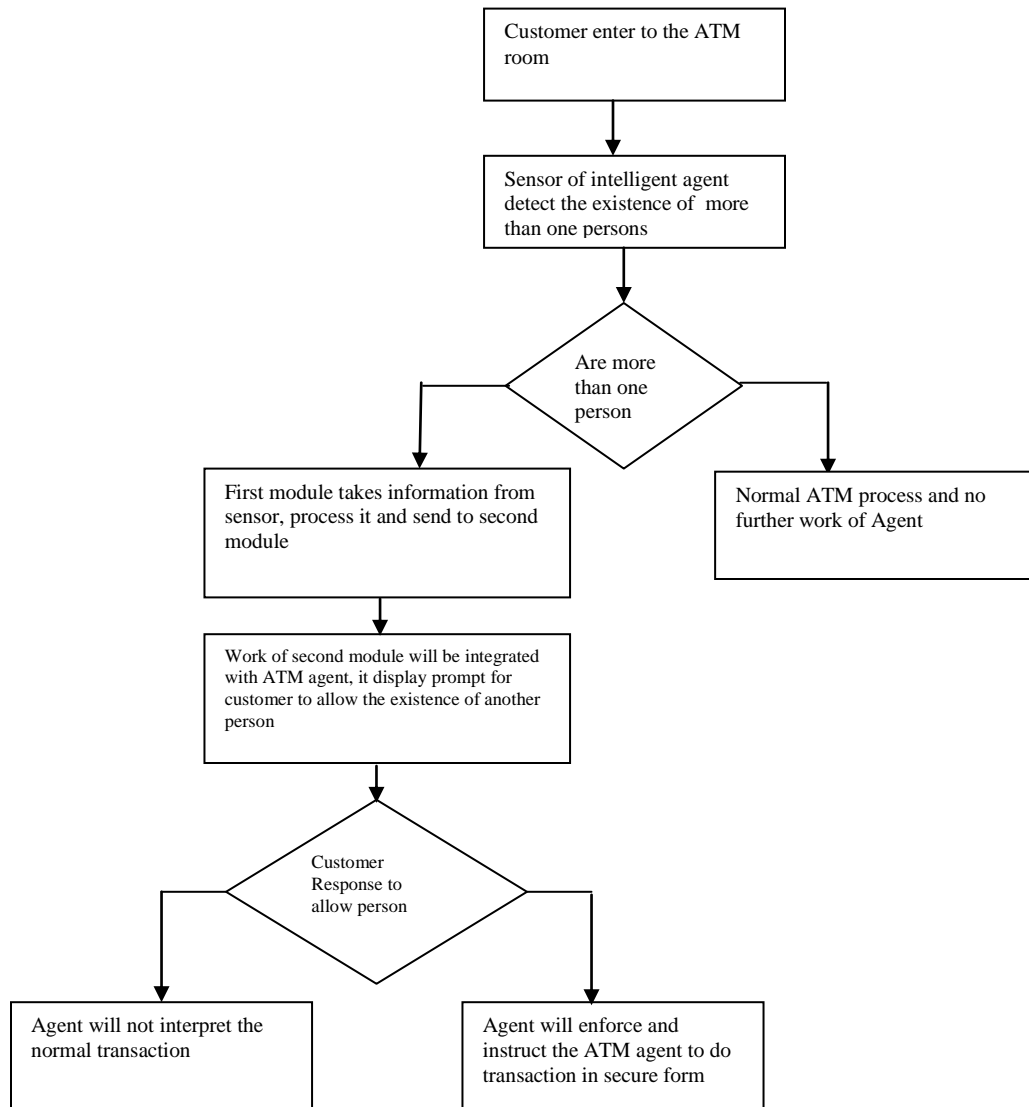 Customer enter to the ATM
room
Sensor of intelligent agent
detect the existence of more
than one persons
Are more
than one
person
First module takes information from
sensor, process it and send to second
module
Normal ATM process and no
further work of Agent
Work of second module will be integrated
with ATM agent, it display prompt for
customer to allow the existence of another
person
Customer
Response to
allow person
Agent will not interpret the
normal transaction
Agent will enforce and
instruct the ATM agent to do
transaction in secure form